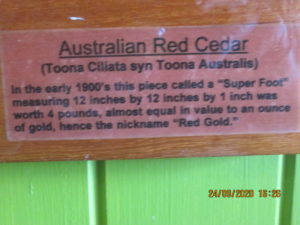 Australian Red Cedar
(Toona Ciliata syn Toona Australis)
In the early 1900's this piece called a "Super Foot"
measuring 12 inches by 12 inches by 1 inch was
worth 4 pounds, almost equal in value to an ounce
of gold, hence the nickname "Red Gold."
24/09/2020 16:26